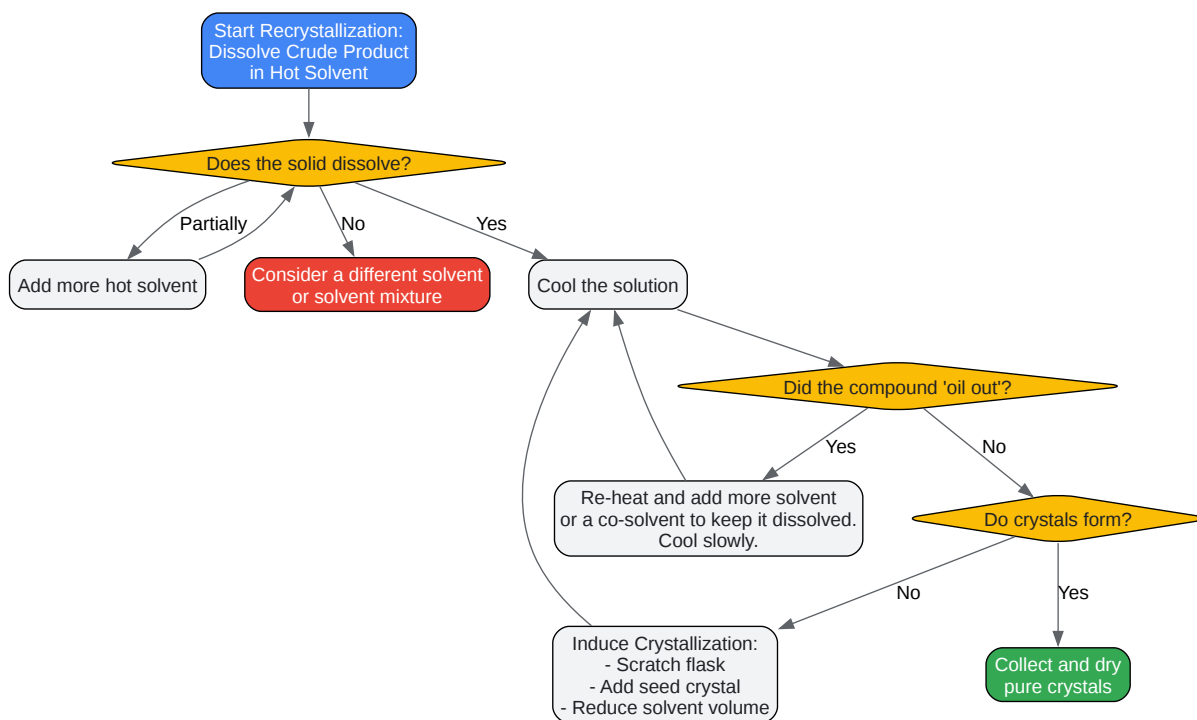 Start Recrystallization:
Dissolve Crude Product
in Hot Solvent
Does the solid dissolve?
Partially
No
Yes
Add more hot solvent
Consider a different solvent
or solvent mixture
Cool the solution
Did the compound 'oil out'?
Yes
No
Re-heat and add more solvent
or a co-solvent to keep it dissolved.
Cool slowly.
Do crystals form?
No
Yes
Induce Crystallization:
- Scratch flask
- Add seed crystal
- Reduce solvent volume
Collect and dry
pure crystals